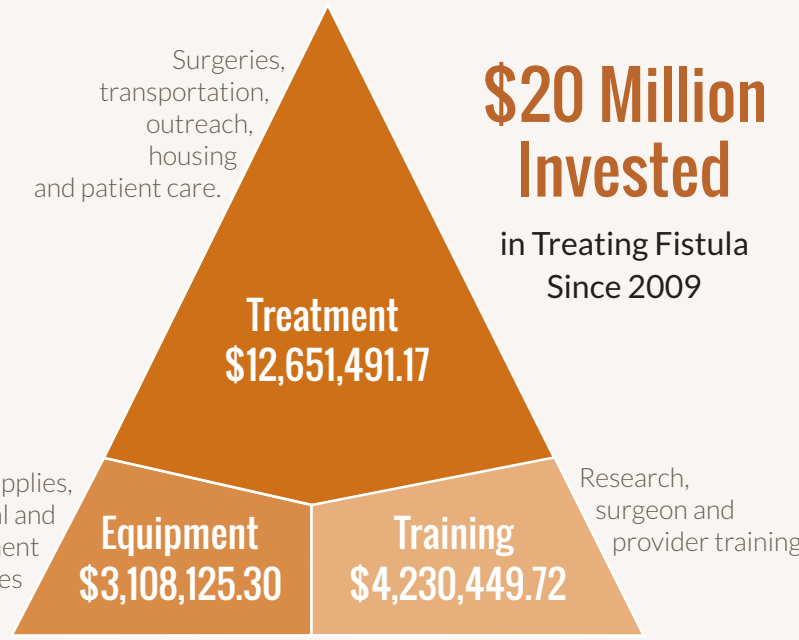 Surgeries,
transportation,
outreach,
housing
and patient care.
$20 Million
Invested
in Treating Fistula
Since 2009
Treatment
$12,651,491.17
and
Equipment
$3,108,125.30
Training
$4,230,449.72
Research,
surgeon and
provider training